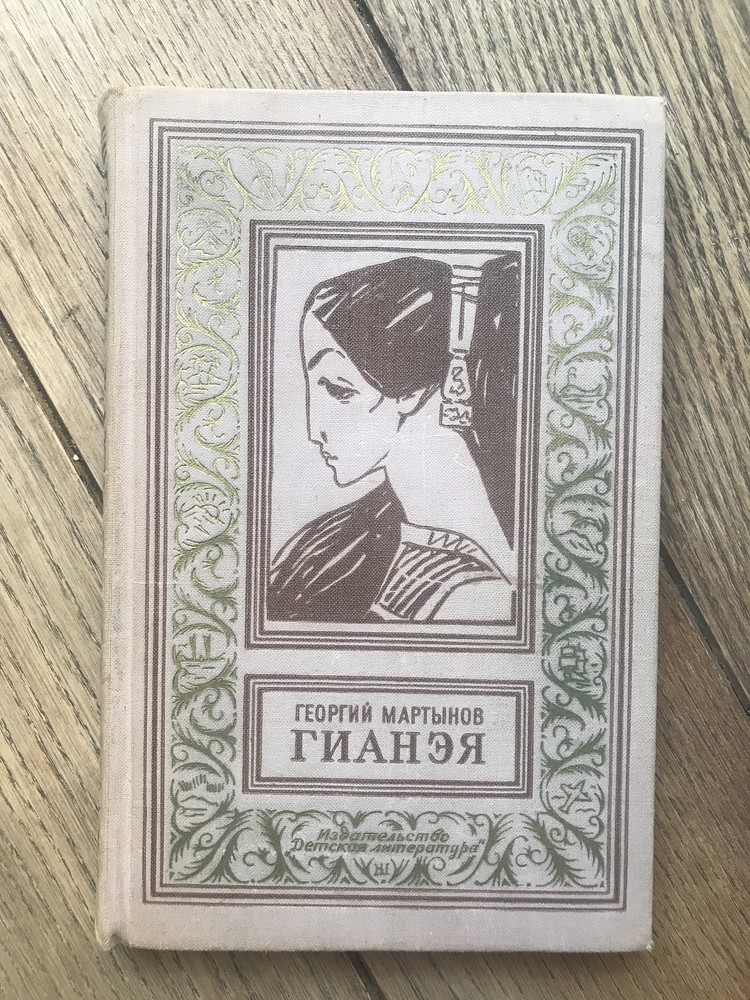 ГЕОРГИЙ МАРТЫНОВ
ГИАНЭЯ
Издательство
"Детская литература"